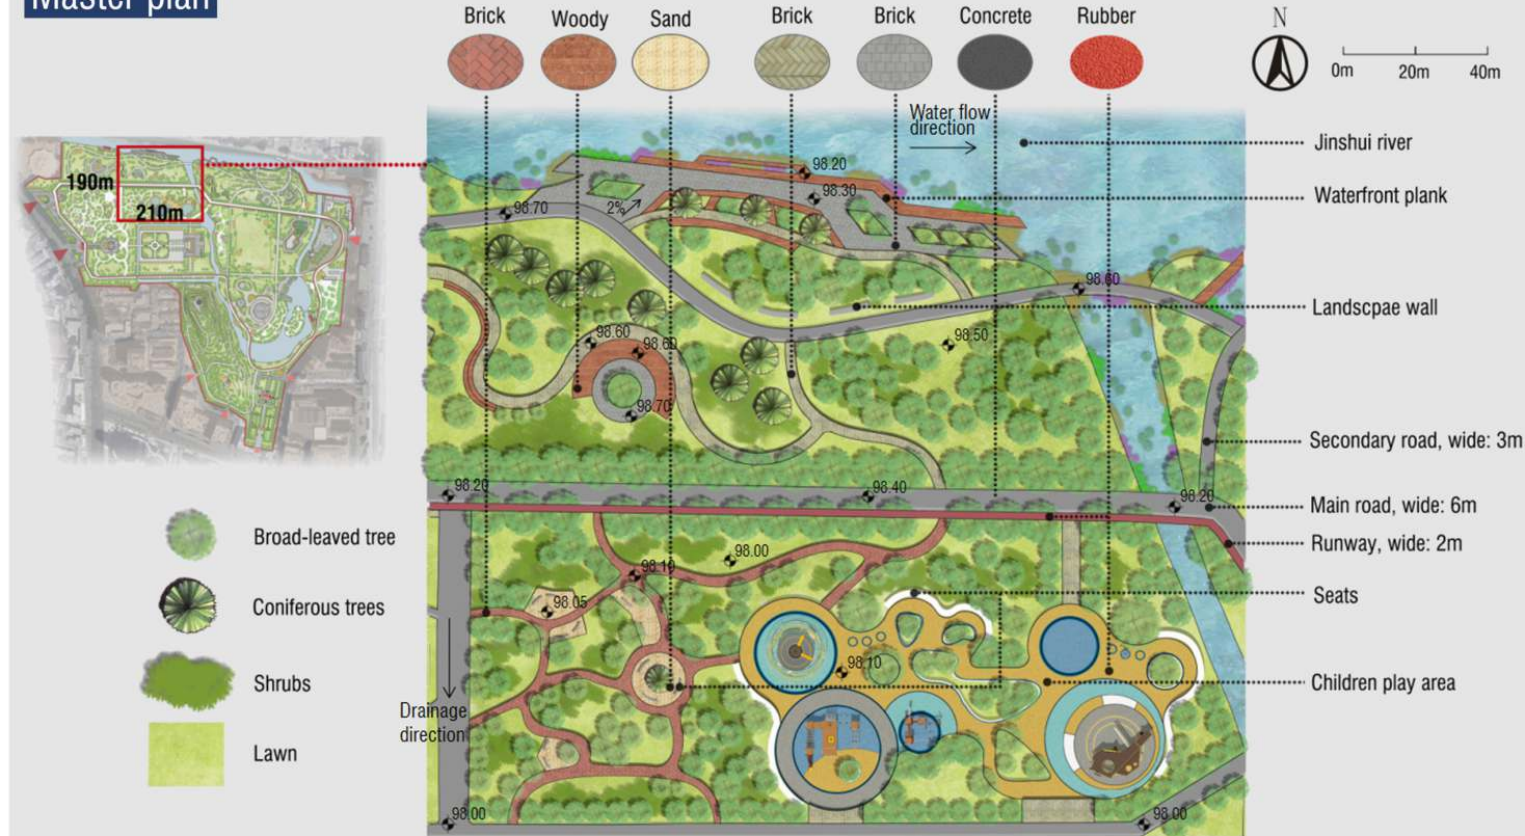 Master plan
Brick
Woody
Sand
Brick
Brick
Concrete
Rubber
N
0m
20m
40m
Water flow
direction
Jinshui river
Waterfront plank
Landscpae wall
Secondary road, wide: 3m
Main road, wide: 6m
Runway, wide: 2m
Seats
Children play area
190m
210m
98.20
98.30
98.70
2%
98.60
98.50
98.60
98.60
98.70
98.20
98.40
98.20
98.00
98.10
98.05
98.10
Drainage
direction
98.00
98.00
Broad-leaved tree
Coniferous trees
Shrubs
Lawn